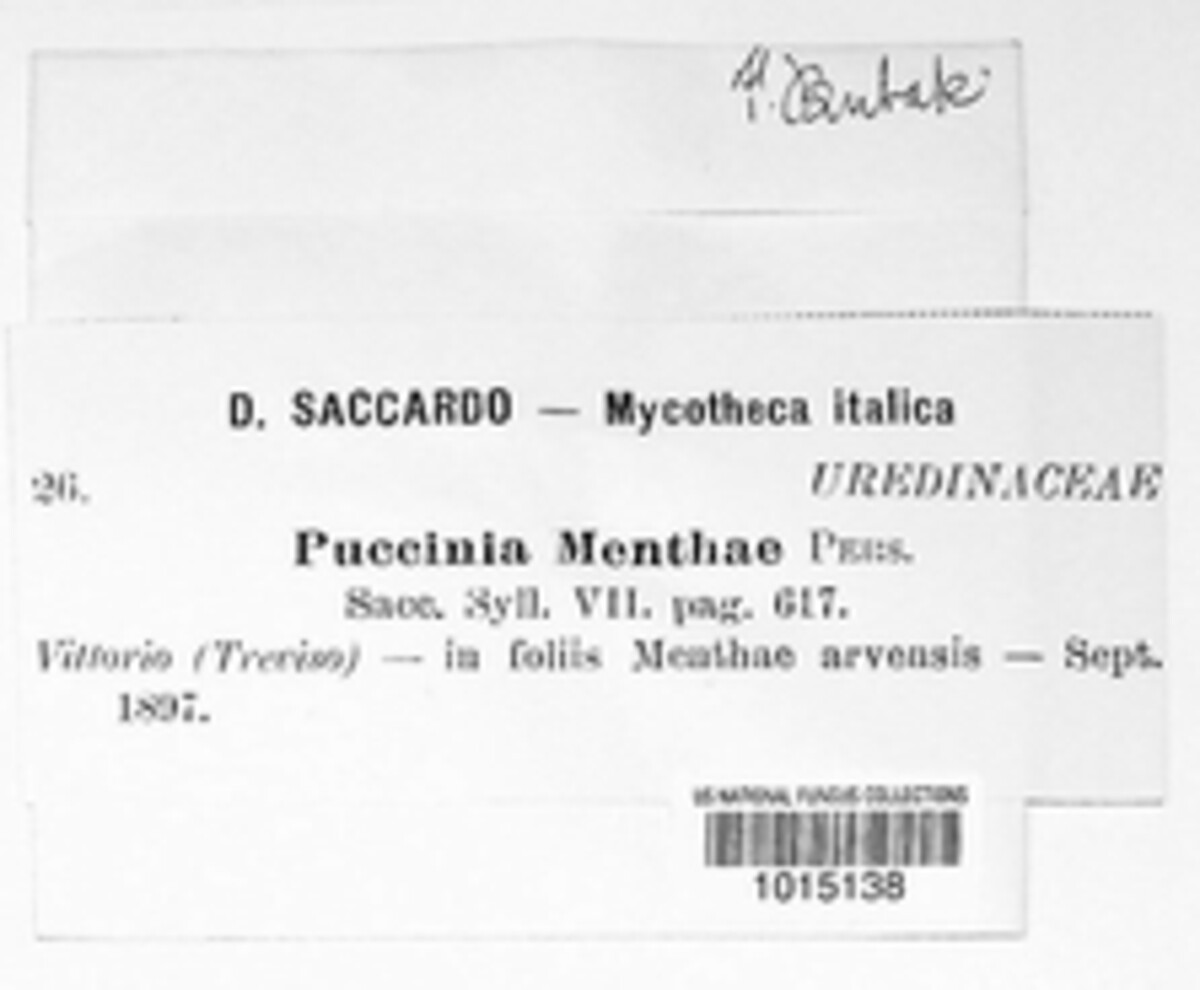 D. SACCARDO — Mycotheca italica
26.
UREDINACEAE
Puccinia Menthae PERS.
Sacc. Syll. VII. pag. 617.
Vittorio (Treviso) — in foliis Menthae arvensis — Sept.
1897.
US NATIONAL FUNGUS COLLECTIONS
1015138